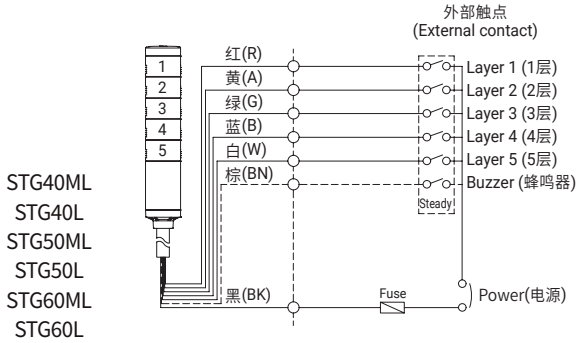 外部触点
(External contact)
1
2
3
4
5
红(R)
黄(A)
绿(G)
蓝(B)
白(W)
棕(BN)
黑(BK)
Layer 1 (1层)
Layer 2 (2层)
Layer 3 (3层)
Layer 4 (4层)
Layer 5 (5层)
Buzzer (蜂鸣器)
Steady
Fuse
Power(电源)
STG40ML
STG40L
STG50ML
STG50L
STG60ML
STG60L